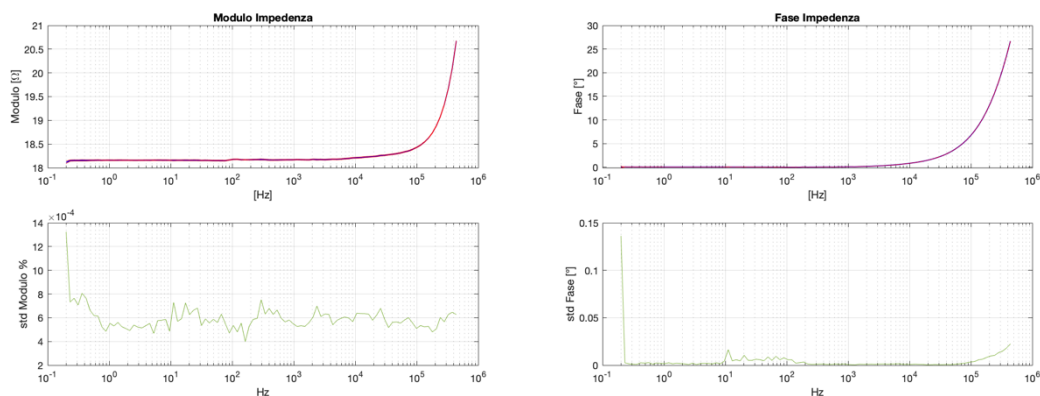 Modulo Impedenza
21
20.5
20
19.5
19
18.5
18
Modulo [Ω]
10^-1 10^0 10^1 10^2 10^3 10^4 10^5 10^6
[Hz]
Fase Impedenza
30
25
20
15
10
5
0
Fase [°]
10^-1 10^0 10^1 10^2 10^3 10^4 10^5 10^6
[Hz]
×10^-4
14
12
10
8
6
4
2
std Modulo %
10^-1 10^0 10^1 10^2 10^3 10^4 10^5 10^6
Hz
0.15
0.1
0.05
0
std Fase [°]
10^-1 10^0 10^1 10^2 10^3 10^4 10^5 10^6
Hz